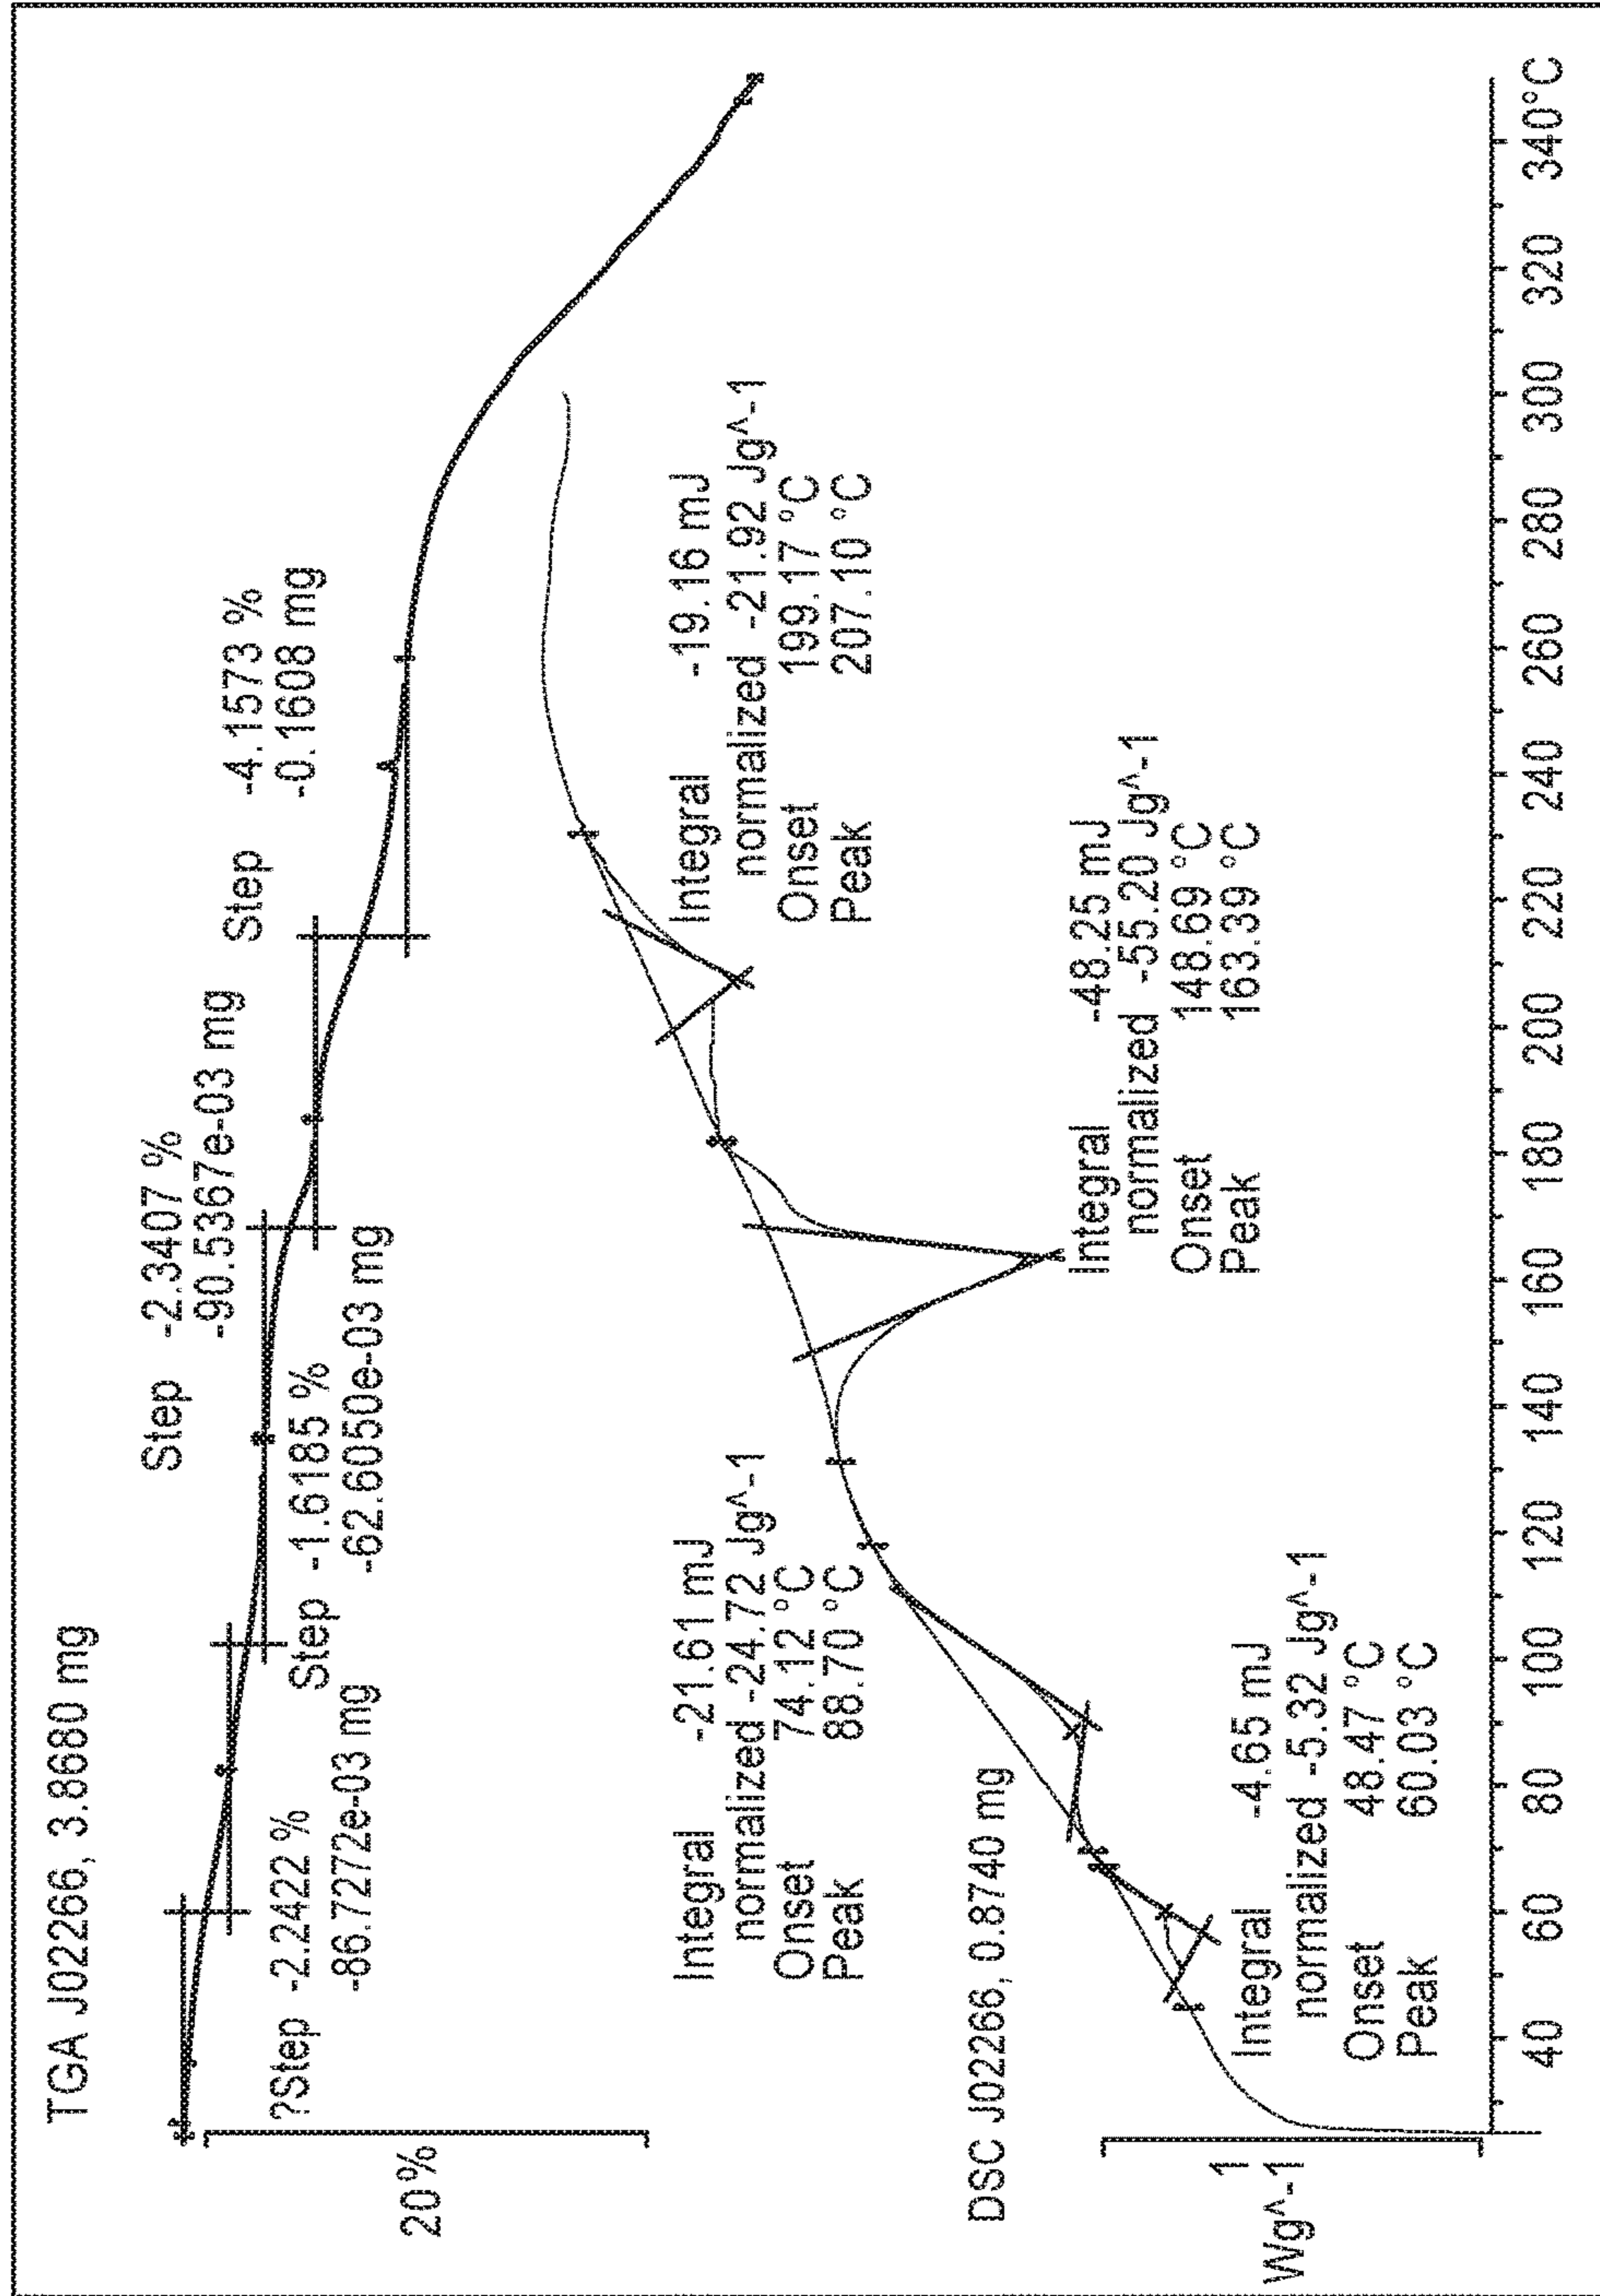 TGA J02266, 3.8680 mg
Step -2.3407 %
-90.5367e-03 mg
Step -4.1573 %
-0.1608 mg
?Step -2.2422 %
-86.7272e-03 mg
Step -1.6185 %
-62.6050e-03 mg
20%
Integral -21.61 mJ
normalized -24.72 Jg^-1
Onset 74.12 °C
Peak 88.70 °C
Integral -19.16 mJ
normalized -21.92 Jg^-1
Onset 199.17 °C
Peak 207.10 °C
DSC J02266, 0.8740 mg
Integral -48.25 mJ
normalized -55.20 Jg^-1
Onset 148.69 °C
Peak 163.39 °C
1
Wg^-1
Integral -4.65 mJ
normalized -5.32 Jg^-1
Onset 48.47 °C
Peak 60.03 °C
40 60 80 100 120 140 160 180 200 220 240 260 280 300 320 340°C